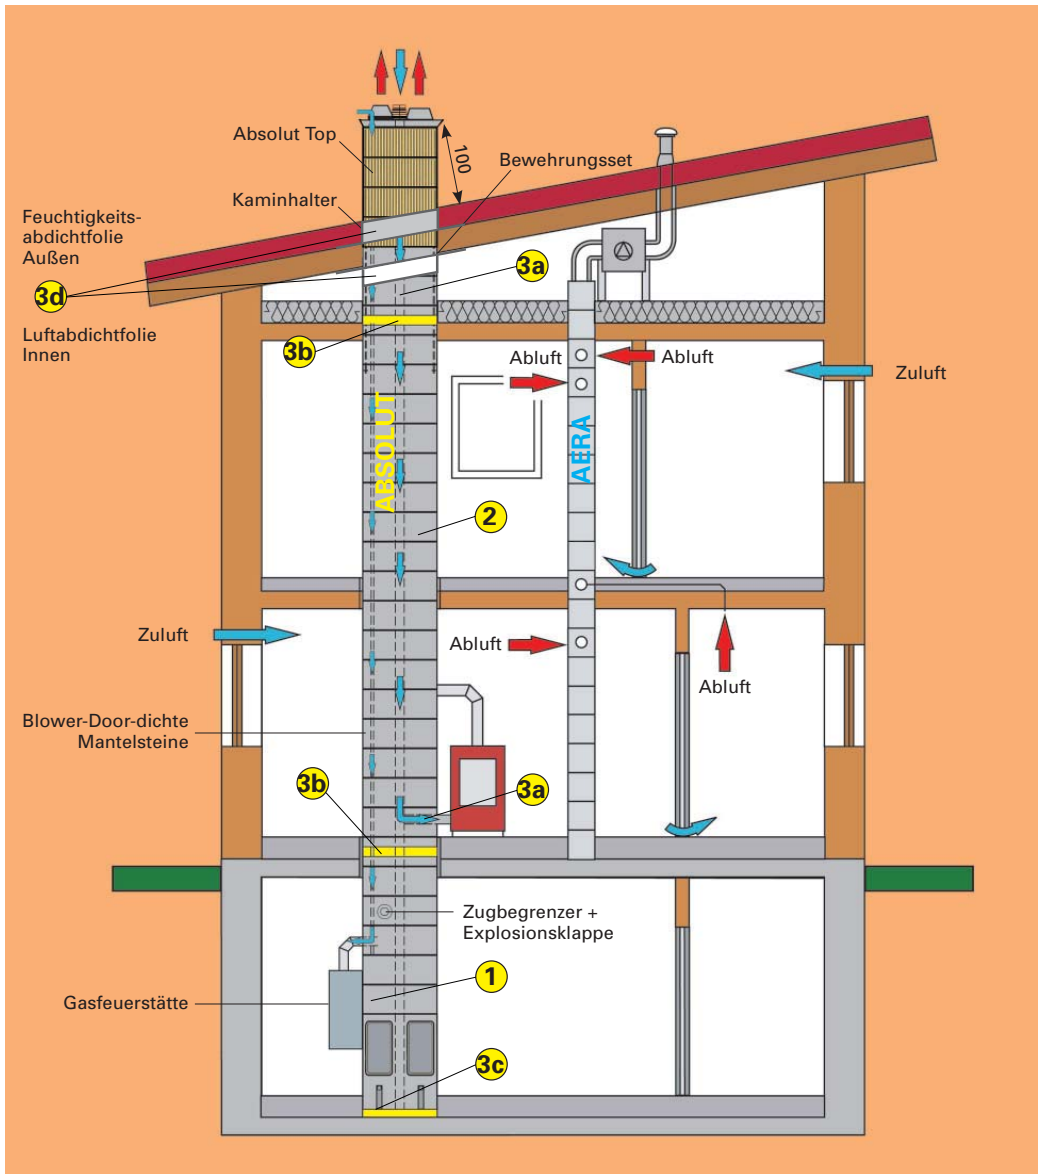 Absolut Top
100
Bewehrungsset
Kaminhalter
Feuchtigkeits-
abdichtfolie
Außen
3d
3a
Luftabdichtfolie
Innen
3b
Abluft
Abluft
Zuluft
ABSOLUT
AERA
2
Zuluft
Abluft
Abluft
Blower-Door-dichte
Mantelsteine
3b
3a
Zugbegrenzer +
Explosionsklappe
1
Gasfeuerstätte
3c